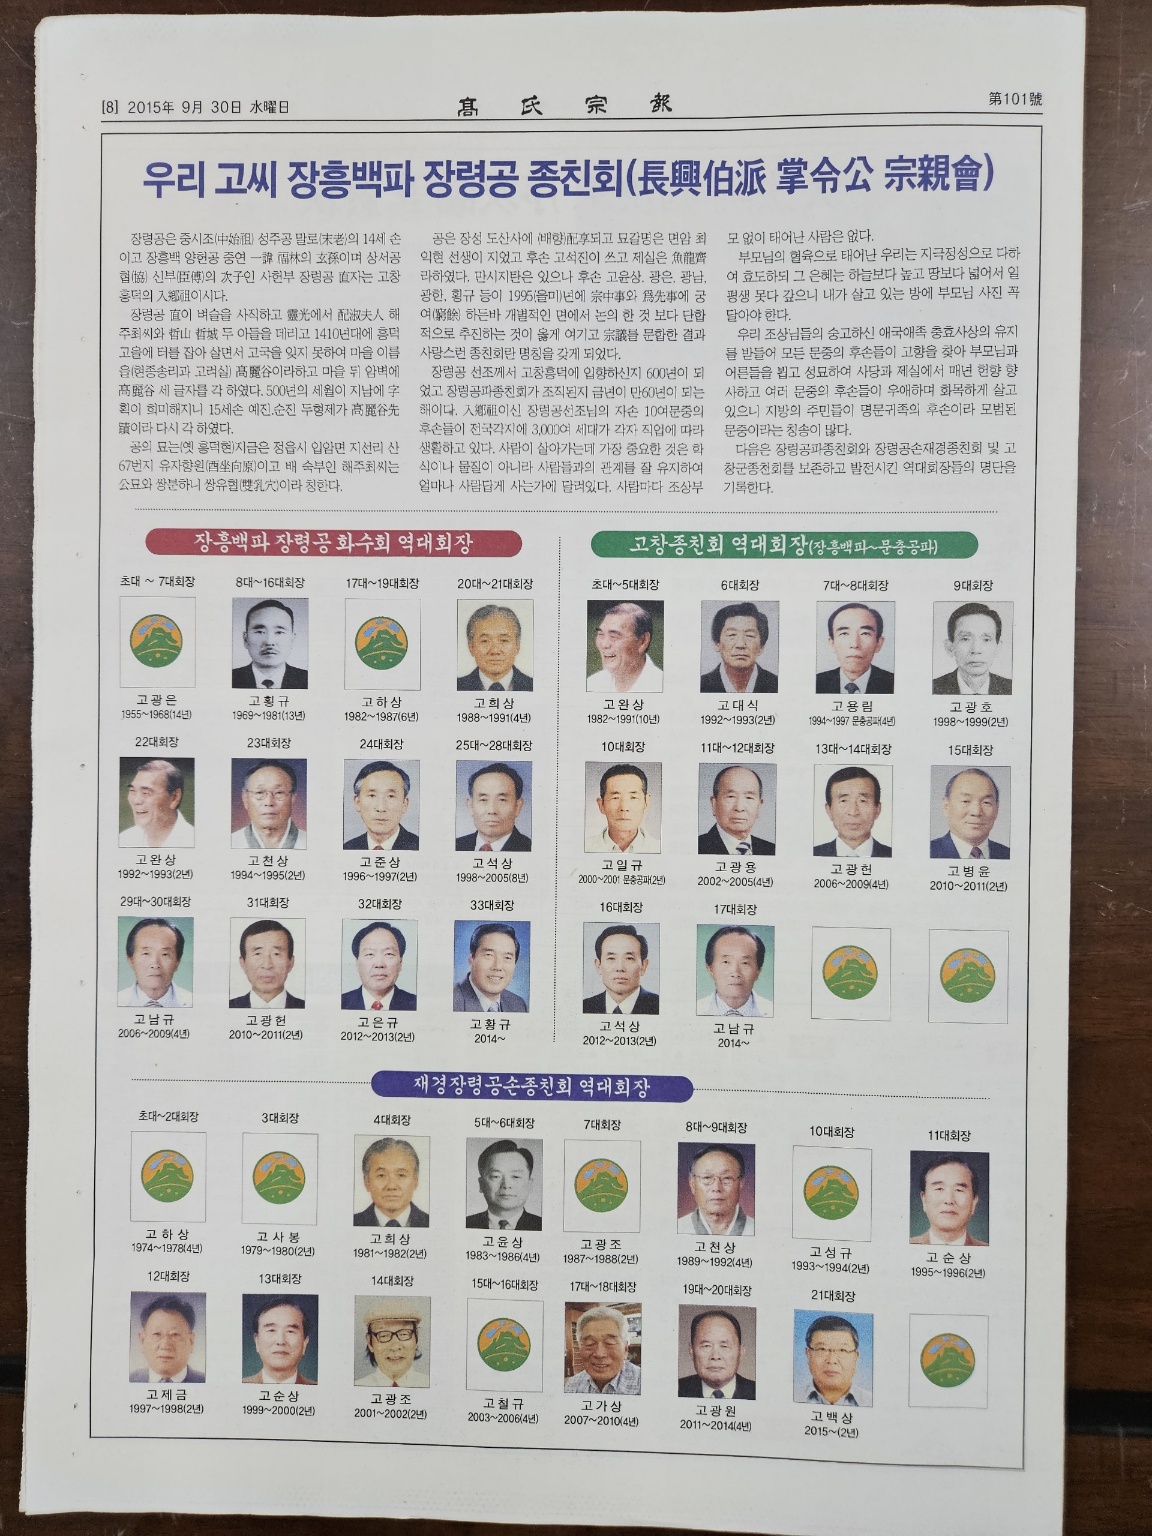 [8] 2015年 9月 30日 水曜日
髙氏宗報
第101號
우리 고씨 장흥백파 장령공 종친회(長興伯派 掌令公 宗親會)
장령공은 중시조(中始祖) 성주공 말로(末老)의 14세 손
이고 장흥백 양헌공 중연 一諱 福林의 玄孫이며 상서공
협(協) 신부(臣傅)의 次子인 사헌부 장령공 直자는 고창
흥덕의 入鄕祖이시다.
장령공 直이 벼슬을 사직하고 靈光에서 配淑夫人 해
주최씨와 哲山 哲城 두 아들을 데리고 1410년대에 흥덕
고을에 터를 잡아 살면서 고국을 잊지 못하여 마을 이름
을(현종송리과 고려실) 髙麗谷이라하고 마을 뒤 암벽에
髙麗谷 세 글자를 각 하였다. 500년의 세월이 지남에 字
획이 희미해지니 15세손 예진.순진 두형제가 髙麗谷先
蹟이라 다시 각 하였다.
공의 묘는(옛 흥덕현)지금은 정읍시 입암면 지선리 산
67번지 유자향원(酉坐向原)이고 배 숙부인 해주최씨는
公묘와 쌍분하니 쌍유혈(雙乳穴)이라 칭한다.
공은 장성 도산사에 (배향)配享되고 묘갈명은 면암 최
익현 선생이 지었고 후손 고석진이 쓰고 제실은 魚龍齊
라하였다. 만시지탄은 있으나 후손 고윤상. 광은, 광남,
광한, 횡규 등이 1995(을미)년에 宗中事와 爲先事에 궁
여(窮餘) 하든바 개별적인 면에서 논의 한 것 보다 단합
적으로 추진하는 것이 옳게 여기고 宗議를 문합한 결과
사랑스런 종친회란 명칭을 갖게 되었다.
장령공 선조께서 고창흥덕에 입향하신지 600년이 되
었고 장령공파종친회가 조직된지 금년이 만60년이 되는
해이다. 入鄕祖이신 장령공선조님의 자손 10여문중의
후손들이 전국각지에 3,000여 세대가 각자 직업에 따라
생활하고 있다. 사람이 살아가는데 가장 중요한 것은 학
식이나 물질이 아니라 사람들과의 관계를 잘 유지하여
얼마나 사람답게 사는가에 달려있다. 사람마다 조상부
모 없이 태어난 사람은 없다.
부모님의 혈육으로 태어난 우리는 지극정성으로 다하
여 효도하되 그 은혜는 하늘보다 높고 땅보다 넓어서 일
평생 못다 갚으니 내가 살고 있는 방에 부모님 사진 꼭
달아야 한다.
우리 조상님들의 숭고하신 애국애족 충효사상의 유지
를 받들어 모든 문중의 후손들이 고향을 찾아 부모님과
어른들을 뵙고 성묘하여 사당과 제실에서 매년 헌향 향
사하고 여러 문중의 후손들이 우애하며 화목하게 살고
있으니 지방의 주민들이 명문귀족의 후손이라 모범된
문중이라는 칭송이 많다.
다음은 장령공파종친회와 장령공손재경종친회 및 고
창군종친회를 보존하고 발전시킨 역대회장들의 명단을
기록한다.
장흥백파 장령공 화수회 역대회장
초대 ~ 7대회장 8대~16대회장 17대~19대회장 20대~21대회장
고광은 고횡규 고하상 고희상
1955~1968(14년) 1969~1981(13년) 1982~1987(6년) 1988~1991(4년)
22대회장 23대회장 24대회장 25대~28대회장
고완상 고천상 고준상 고석상
1992~1993(2년) 1994~1995(2년) 1996~1997(2년) 1998~2005(8년)
29대~30대회장 31대회장 32대회장 33대회장
고남규 고광헌 고은규 고황규
2006~2009(4년) 2010~2011(2년) 2012~2013(2년) 2014~
고창종친회 역대회장(장흥백파~문충공파)
초대~5대회장 6대회장 7대~8대회장 9대회장
고완상 고대식 고용림 고광호
1982~1991(10년) 1992~1993(2년) 1994~1997 문충공파(4년) 1998~1999(2년)
10대회장 11대~12대회장 13대~14대회장 15대회장
고일규 고광용 고광헌 고병윤
2000~2001 문충공파(2년) 2002~2005(4년) 2006~2009(4년) 2010~2011(2년)
16대회장 17대회장
고석상 고남규
2012~2013(2년) 2014~
재경장령공손종친회 역대회장
초대~2대회장 3대회장 4대회장 5대~6대회장 7대회장 8대~9대회장 10대회장 11대회장
고하상 고사봉 고희상 고윤상 고광조 고천상 고성규 고순상
1974~1978(4년) 1979~1980(2년) 1981~1982(2년) 1983~1986(4년) 1987~1988(2년) 1989~1992(4년) 1993~1994(2년) 1995~1996(2년)
12대회장 13대회장 14대회장 15대~16대회장 17대~18대회장 19대~20대회장 21대회장
고제금 고순상 고광조 고칠규 고가상 고광원 고백상
1997~1998(2년) 1999~2000(2년) 2001~2002(2년) 2003~2006(4년) 2007~2010(4년) 2011~2014(4년) 2015~(2년)